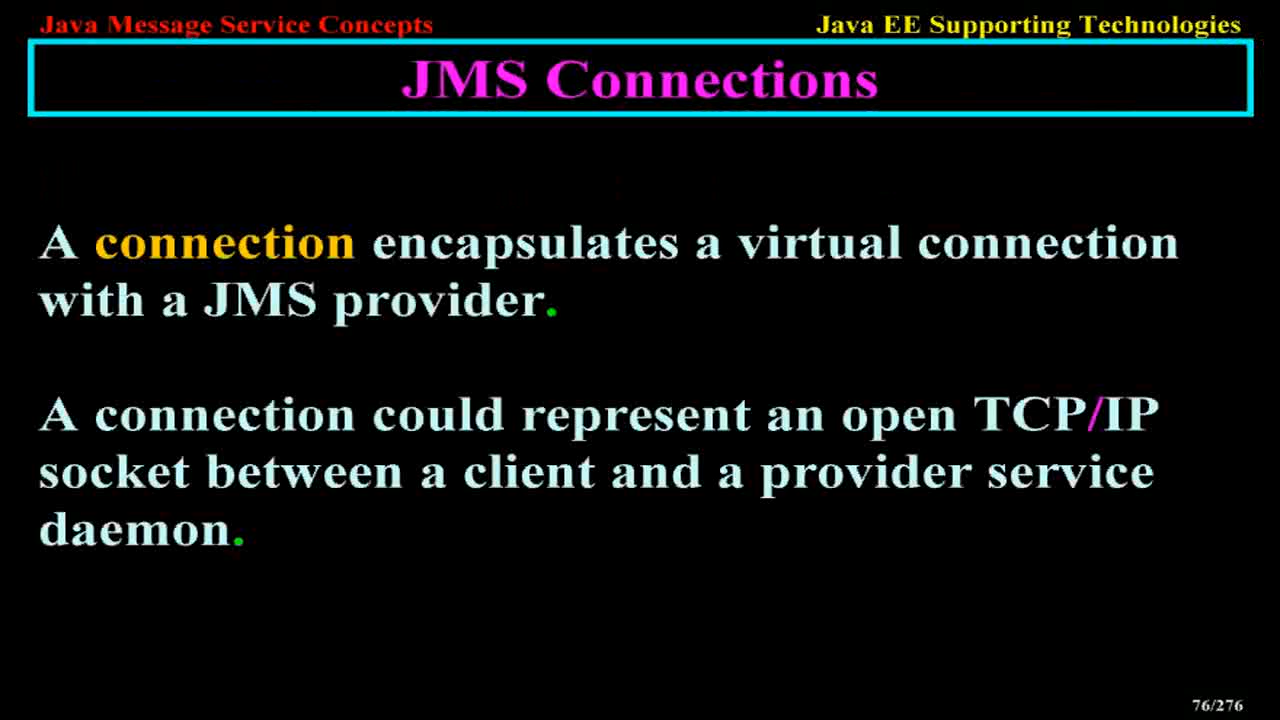 Java Message Service Concepts
Java EE Supporting Technologies
JMS Connections
A connection encapsulates a virtual connection
with a JMS provider.
A connection could represent an open TCP/IP
socket between a client and a provider service
daemon.
76/276